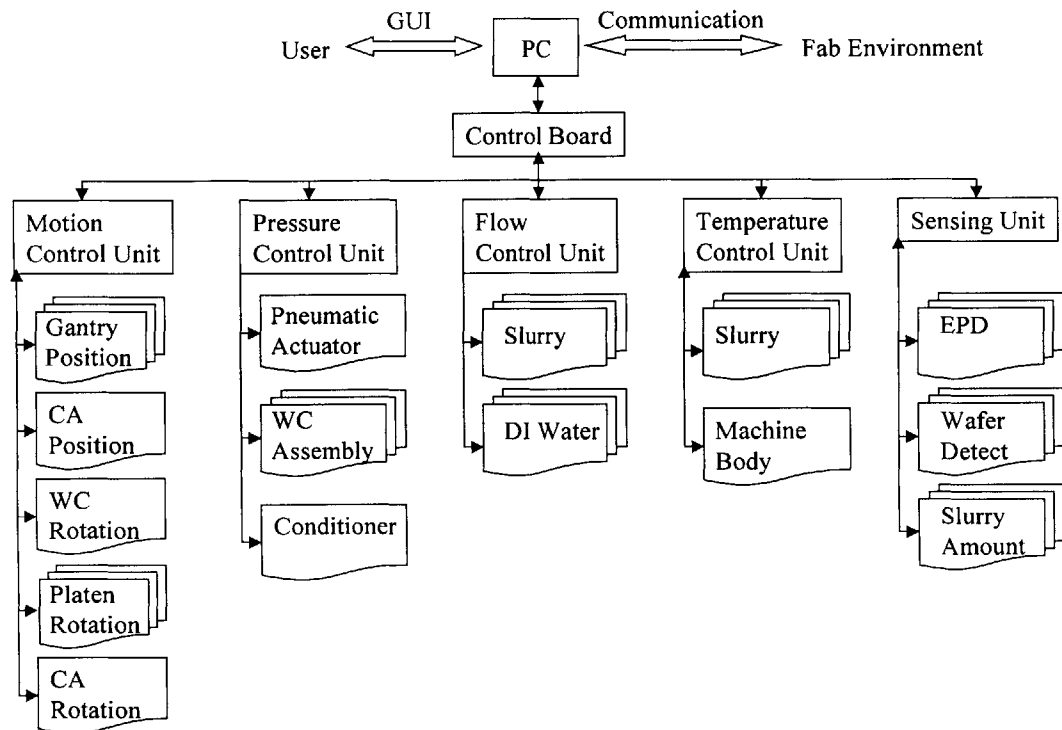 GUI
Communication
User
PC
Fab Environment
Control Board
Motion
Control Unit
Pressure
Control Unit
Flow
Control Unit
Temperature
Control Unit
Sensing Unit
Gantry
Position
CA
Position
WC
Rotation
Platen
Rotation
CA
Rotation
Pneumatic
Actuator
WC
Assembly
Conditioner
Slurry
DI Water
Slurry
Machine
Body
EPD
Wafer
Detect
Slurry
Amount